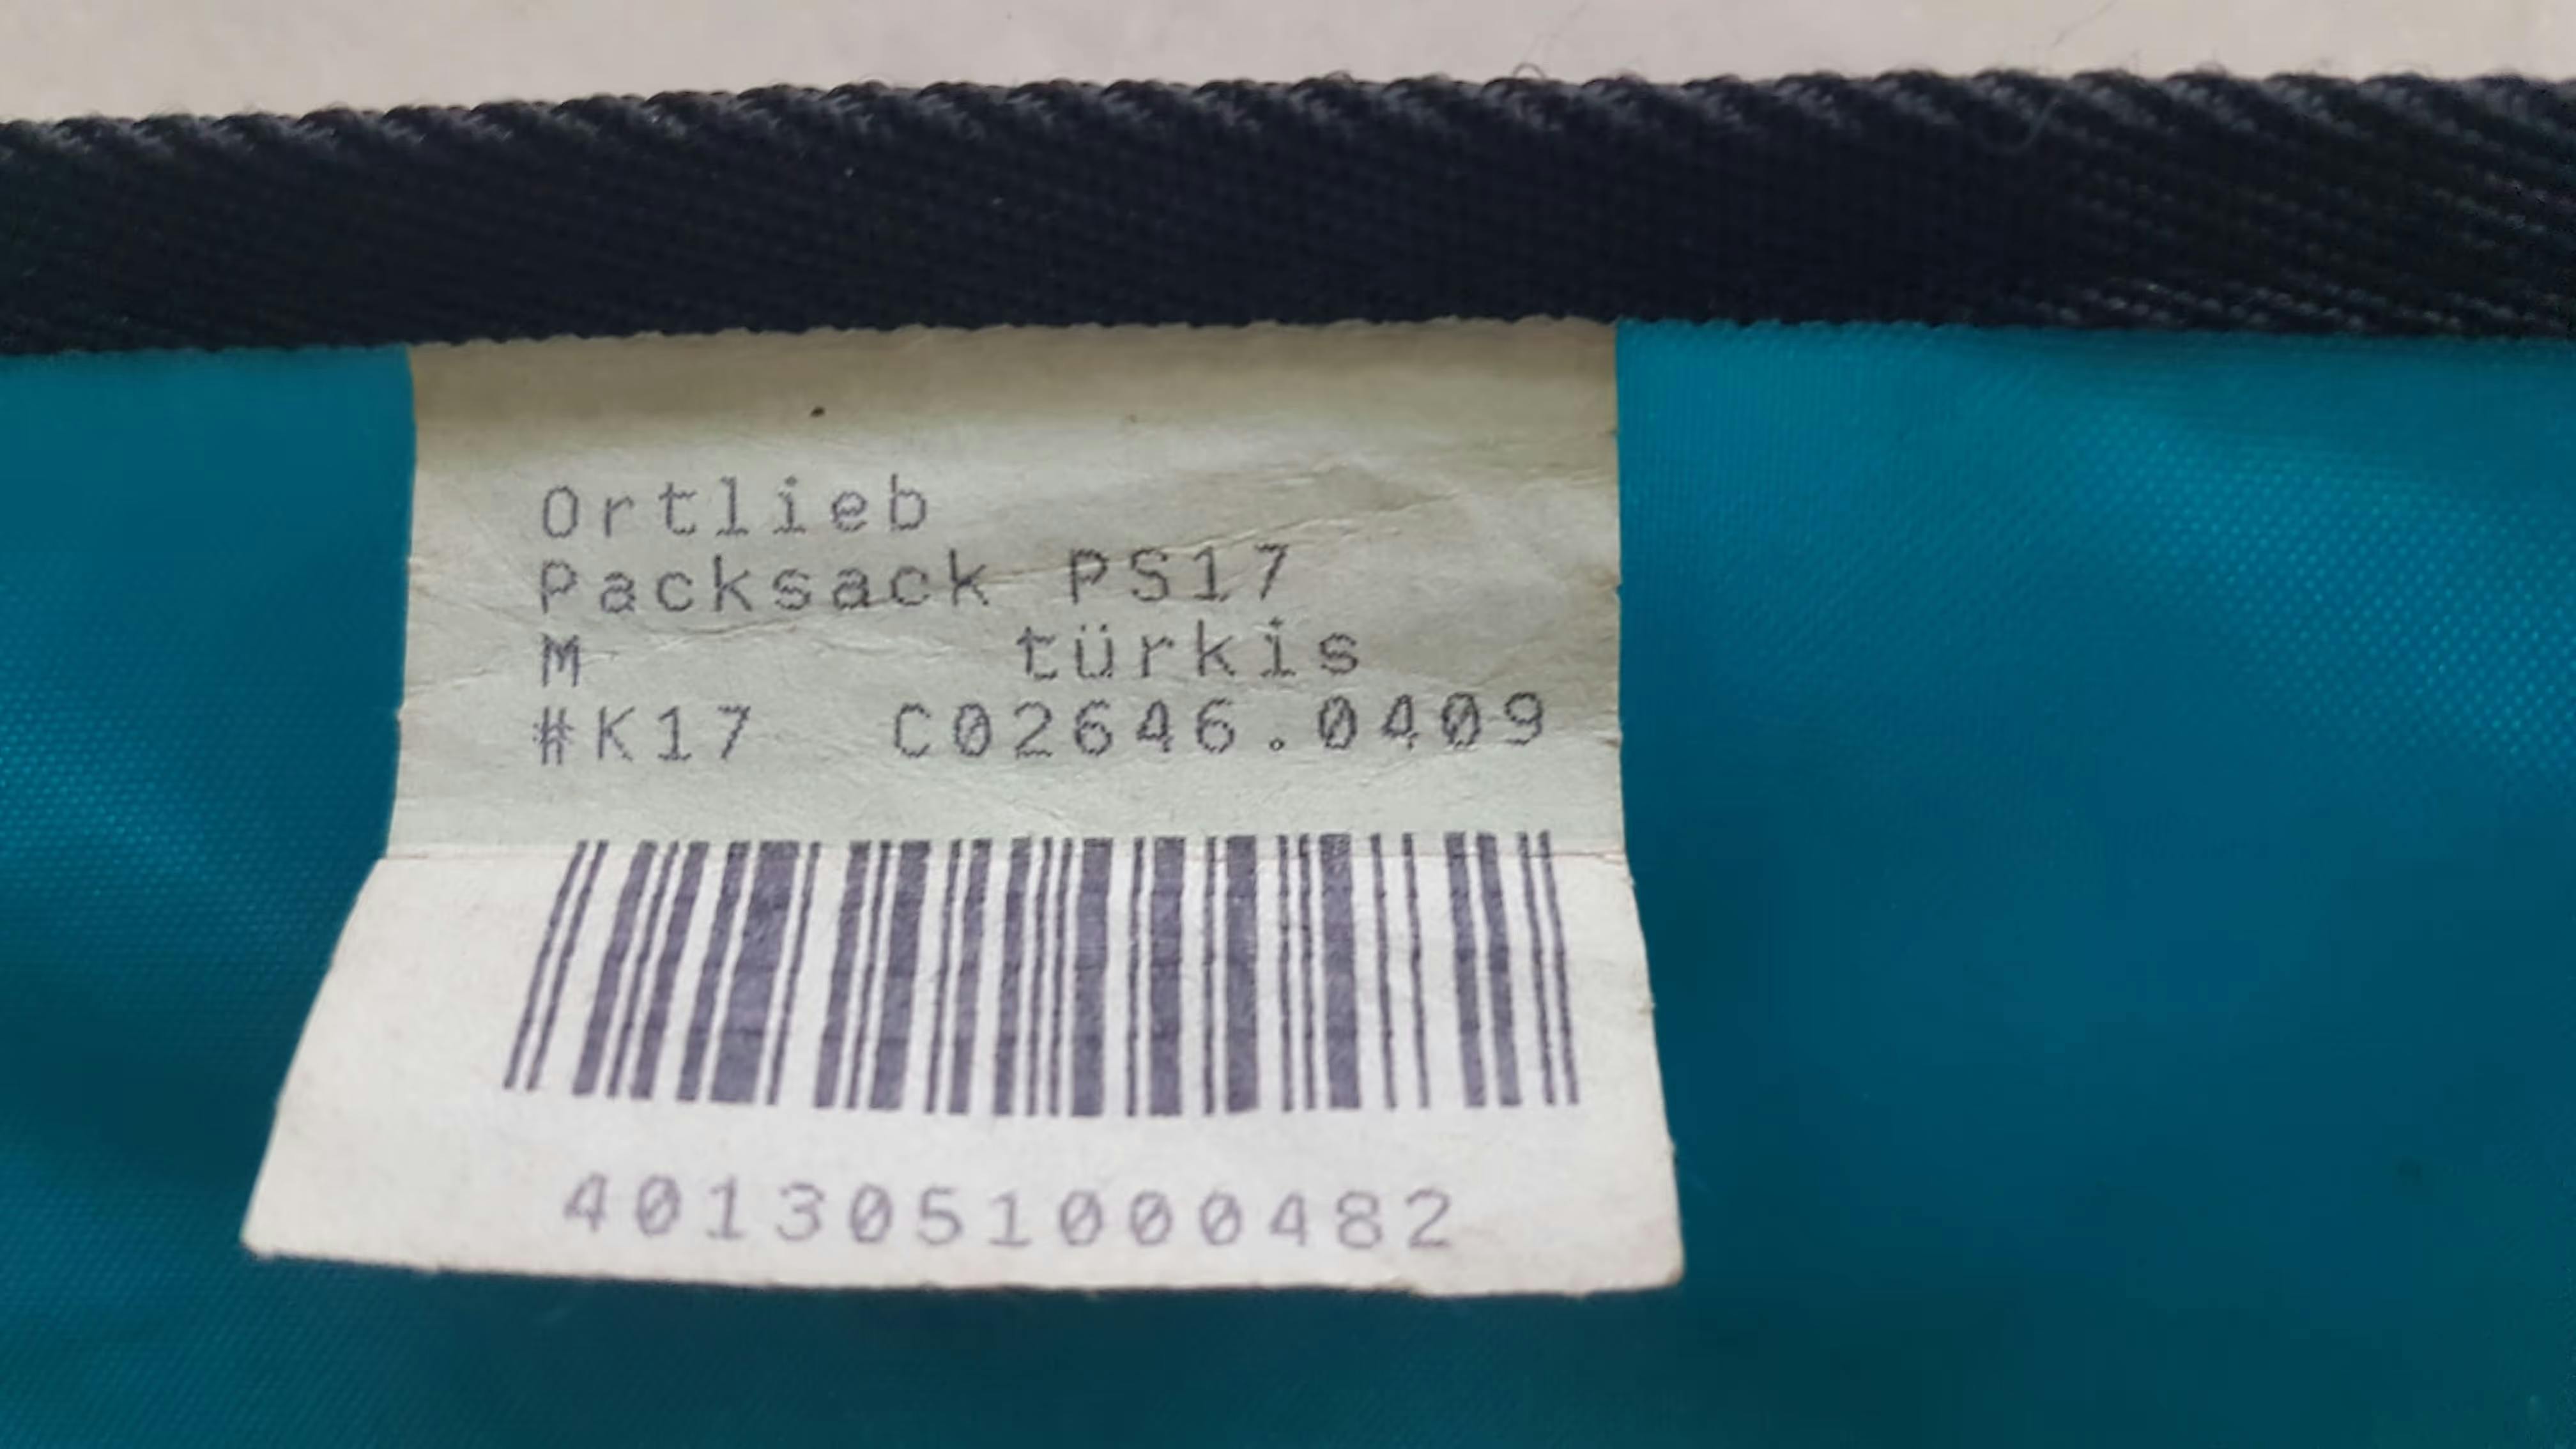 Ortlieb
Packsack PS17
M türkis
#K17 C02646.0409
4013051000482